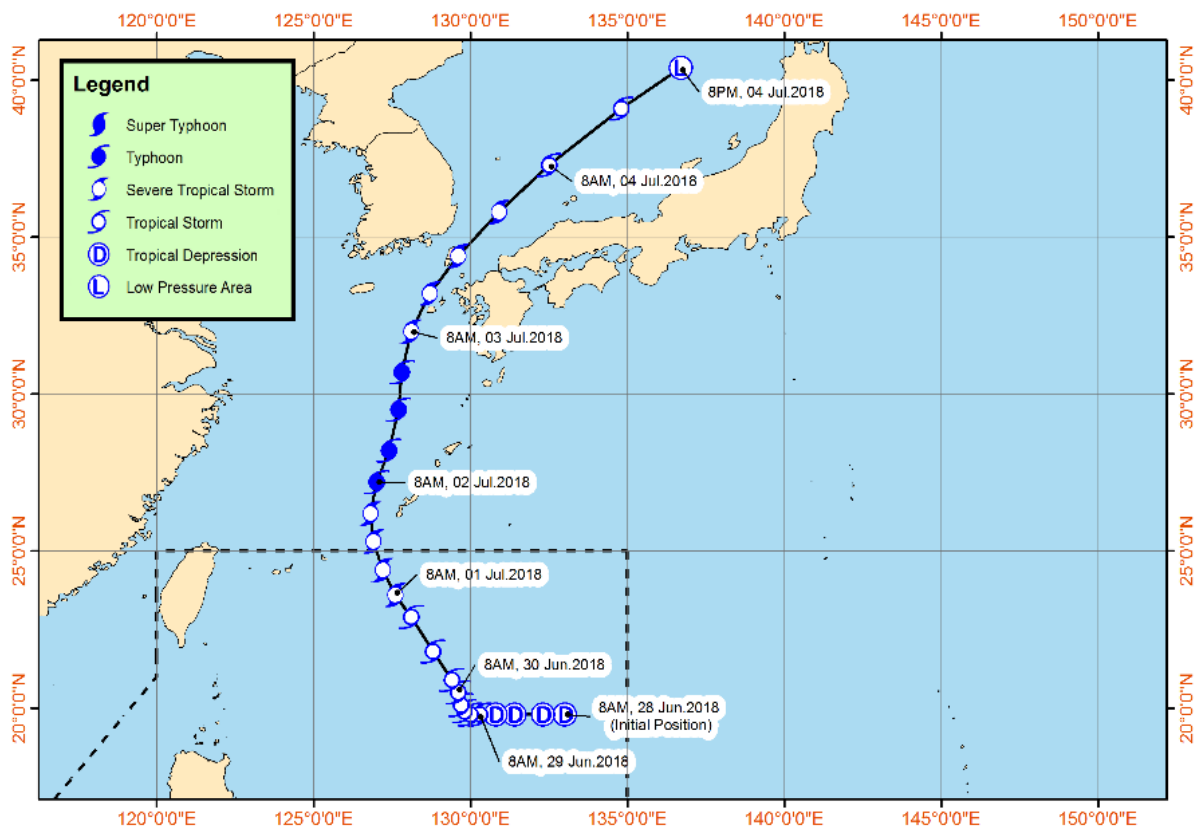 120°0'0"E 125°0'0"E 130°0'0"E 135°0'0"E 140°0'0"E 145°0'0"E 150°0'0"E
Legend
Super Typhoon
Typhoon
Severe Tropical Storm
Tropical Storm
D Tropical Depression
L Low Pressure Area
L
8PM, 04 Jul.2018
8AM, 04 Jul.2018
8AM, 03 Jul.2018
8AM, 02 Jul.2018
8AM, 01 Jul.2018
8AM, 30 Jun.2018
D D D D
8AM, 28 Jun.2018
(Initial Position)
8AM, 29 Jun.2018
40°0'0"N
35°0'0"N
30°0'0"N
25°0'0"N
20°0'0"N
40°0'0"N
35°0'0"N
30°0'0"N
25°0'0"N
20°0'0"N
120°0'0"E 125°0'0"E 130°0'0"E 135°0'0"E 140°0'0"E 145°0'0"E 150°0'0"E